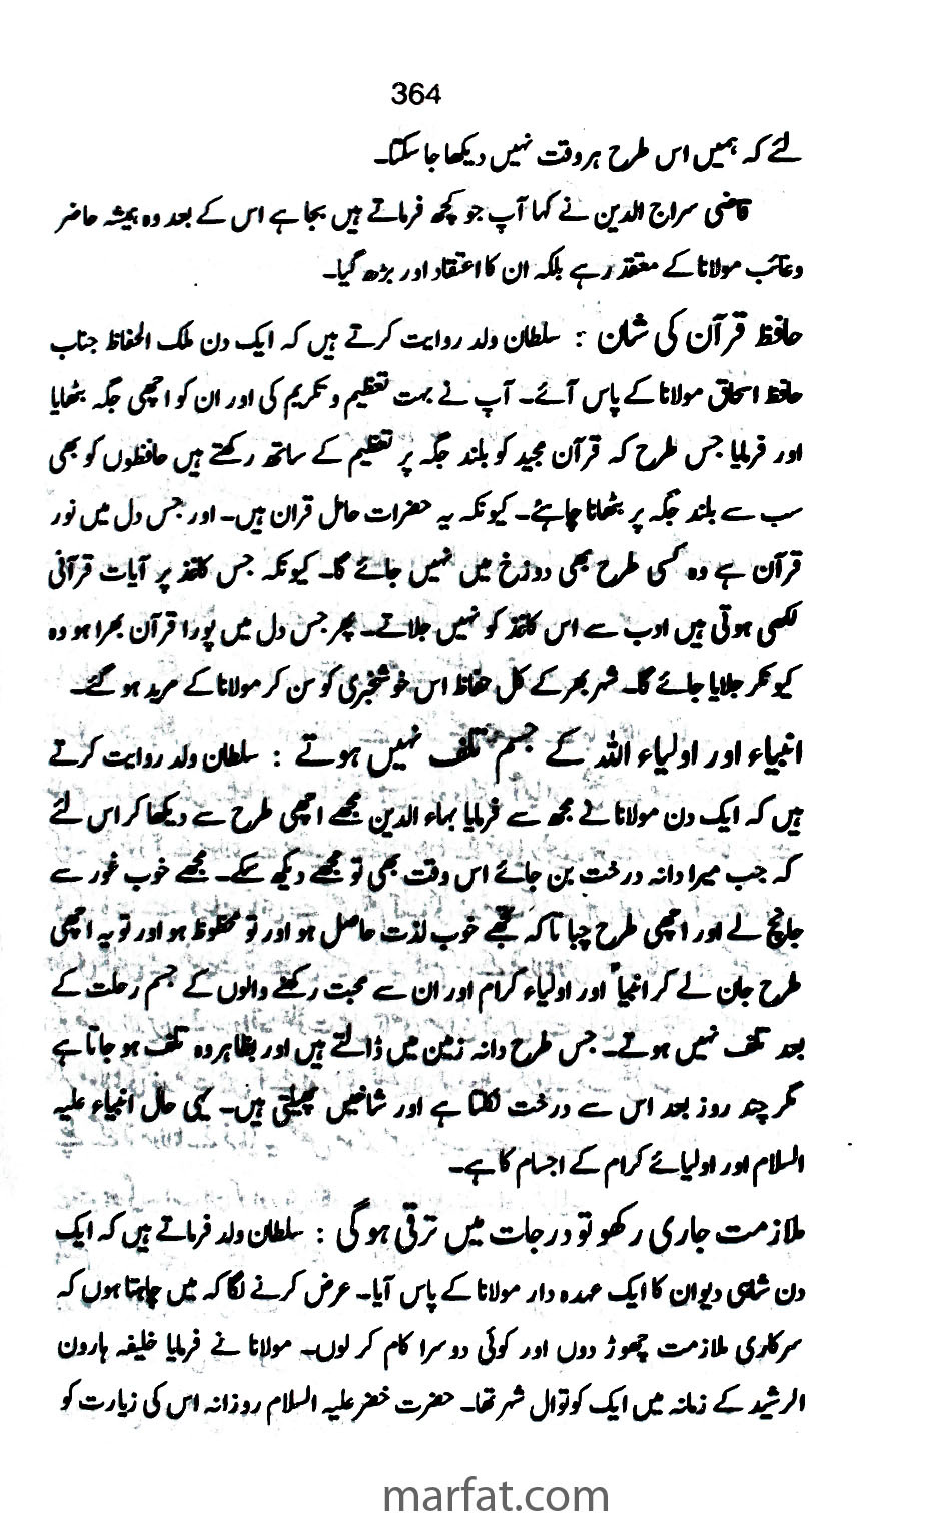 364
لئے کہ ہمیں اس طرح ہر وقت نہیں دیکھا جا سکتا۔
قاضی سراج الدین نے کہا آپ جو کچھ فرماتے ہیں بجا ہے اس کے بعد وہ ہمیشہ حاضر
و غائب مولانا کے معتقد رہے بلکہ ان کا اعتقاد اور بڑھ گیا۔
حافظ قرآن کی شان : سلطان ولد روایت کرتے ہیں کہ ایک دن ملک الحفاظ جناب
حافظ اسحاق مولانا کے پاس آئے۔ آپ نے بہت تعظیم و تکریم کی اور ان کو اچھی جگہ بٹھایا
اور فرمایا جس طرح کہ قرآن مجید کو بلند جگہ پر تعظیم کے ساتھ رکھتے ہیں حافظوں کو بھی
سب سے بلند جگہ پر بٹھانا چاہئے۔ کیونکہ یہ حضرات حامل قران ہیں۔ اور جس دل میں نور
قرآن ہے وہ کسی طرح بھی دوزخ میں نہیں جائے گا۔ کیونکہ جس کاغذ پر آیات قرآنی
لکھی ہوتی ہیں ادب سے اس کاغذ کو نہیں جلاتے۔ پھر جس دل میں پورا قرآن بھرا ہو وہ
کیونکر جلایا جائے گا۔ شہر بھر کے کل حفاظ اس خوشخبری کو سن کر مولانا کے مرید ہو گئے۔
انبیاء اور اولیاء اللہ کے جسم تلف نہیں ہوتے : سلطان ولد روایت کرتے
ہیں کہ ایک دن مولانا نے مجھ سے فرمایا بہاء الدین مجھے اچھی طرح سے دیکھا کر اس لئے
کہ جب میرا دانہ درخت بن جائے اس وقت بھی تو مجھے دیکھ سکے۔ مجھے خوب غور سے
جانچ لے اور اچھی طرح چبا تاکہ تجھے خوب لذت حاصل ہو اور تو محظوظ ہو اور تو یہ اچھی
طرح جان لے کر انبیاؑ اور اولیاء کرام اور ان سے محبت رکھنے والوں کے جسم رحلت کے
بعد تلف نہیں ہوتے۔ جس طرح دانہ زمین میں ڈالتے ہیں اور بظاہر وہ تلف ہو جاتا ہے
مگر چند روز بعد اس سے درخت نکلتا ہے اور شاخیں پھیلتی ہیں۔ یہی حال انبیاء علیہ
السلام اور اولیائے کرام کے اجسام کا ہے۔
ملازمت جاری رکھو تو درجات میں ترقی ہوگی : سلطان ولد فرماتے ہیں کہ ایک
دن شاہی دیوان کا ایک عہدہ دار مولانا کے پاس آیا۔ عرض کرنے لگا کہ میں چاہتا ہوں کہ
سرکاری ملازمت چھوڑ دوں اور کوئی دوسرا کام کر لوں۔ مولانا نے فرمایا خلیفہ ہارون
الرشید کے زمانہ میں ایک کوتوال شہر تھا۔ حضرت خضر علیہ السلام روزانہ اس کی زیارت کو
marfat.com